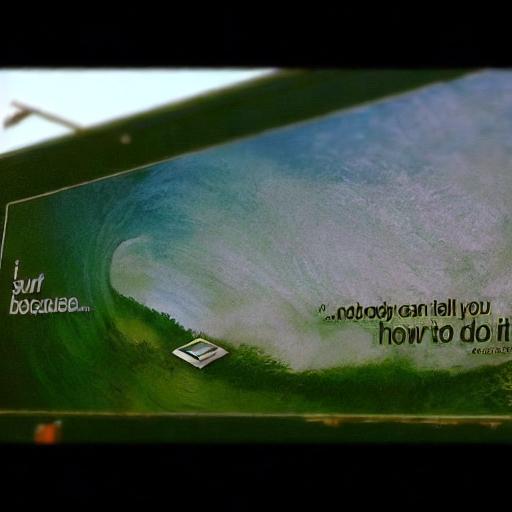 i
surf
because...
"...nobody can tell you
how to do it